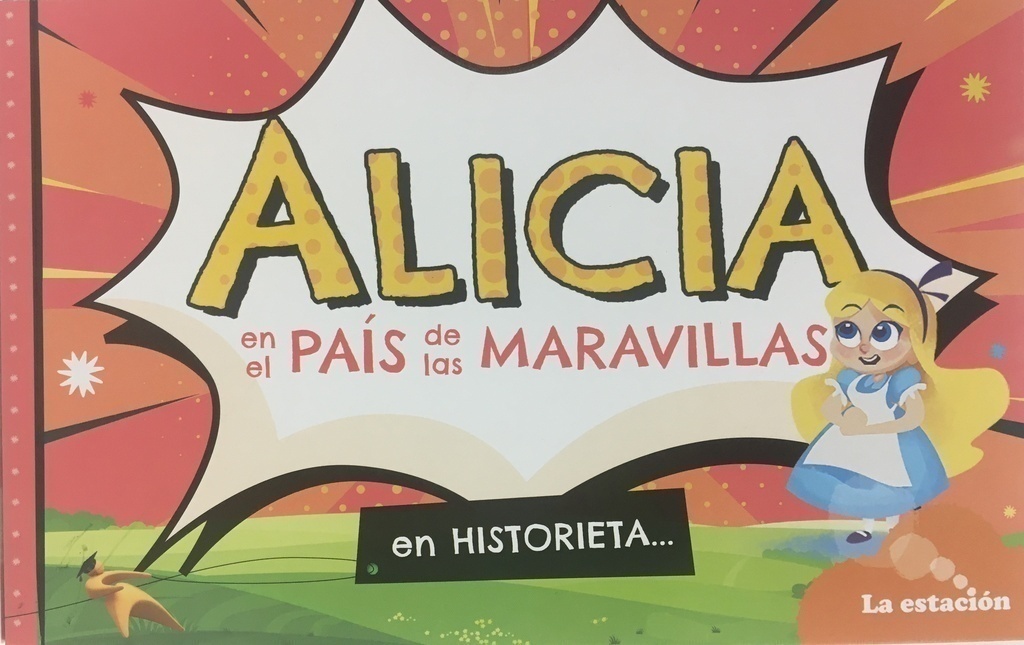 ALICIA
en el PAÍS de las MARAVILLAS
en HISTORIETA...
La estación